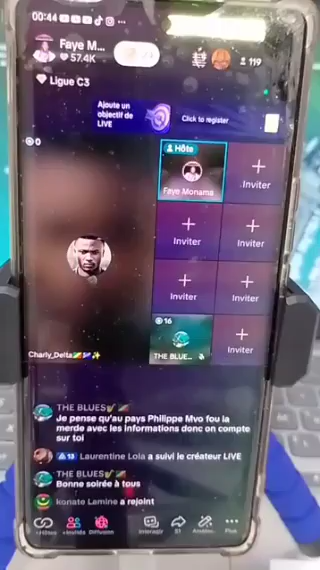 00:44
Faye M...
57.4K
119
Ligue C3
Ajoute un
objectif de
LIVE
Click to register
0
Hôte
Faye Monama
Inviter
Inviter
Inviter
Inviter
Inviter
16
THE BLUE...
Inviter
Charly_Delta
THE BLUES
Je pense qu'au pays Philippe Mvo fou la
merde avec les informations donc on compte
sur toi
13 Laurentine Lola a suivi le créateur LIVE
THE BLUES
Bonne soirée à tous
konate Lamine a rejoint
+Invités
Diffusion
Interagir
51
Plus